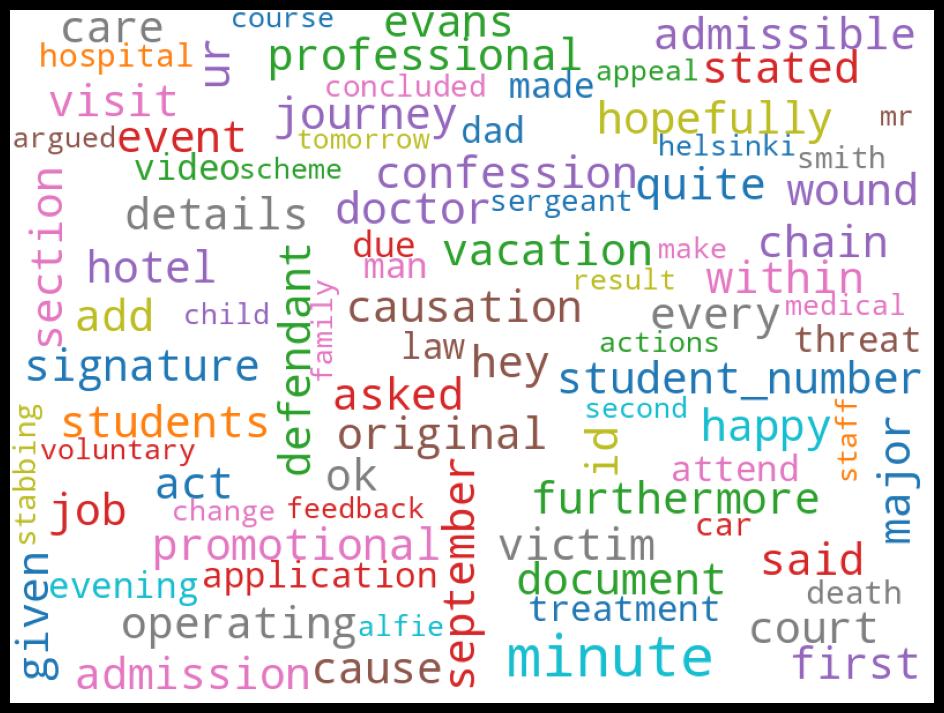 care
course
evans
admissible
hospital
ur
professional
concluded
made
appeal
stated
visit
journey
hopefully
mr
argued
event
tomorrow
dad
helsinki
smith
video
scheme
confession
quite
wound
section
details
doctor
sergeant
due
vacation
make
chain
hotel
defendant
man
result
within
add
child
family
causation
every
medical
law
hey
actions
threat
signature
asked
student_number
students
original
second
happy
staff
stabbing
voluntary
ok
id
attend
major
act
job
change
feedback
september
furthermore
car
promotional
victim
said
given
evening
application
document
death
operating
alfie
treatment
court
admission
cause
minute
first